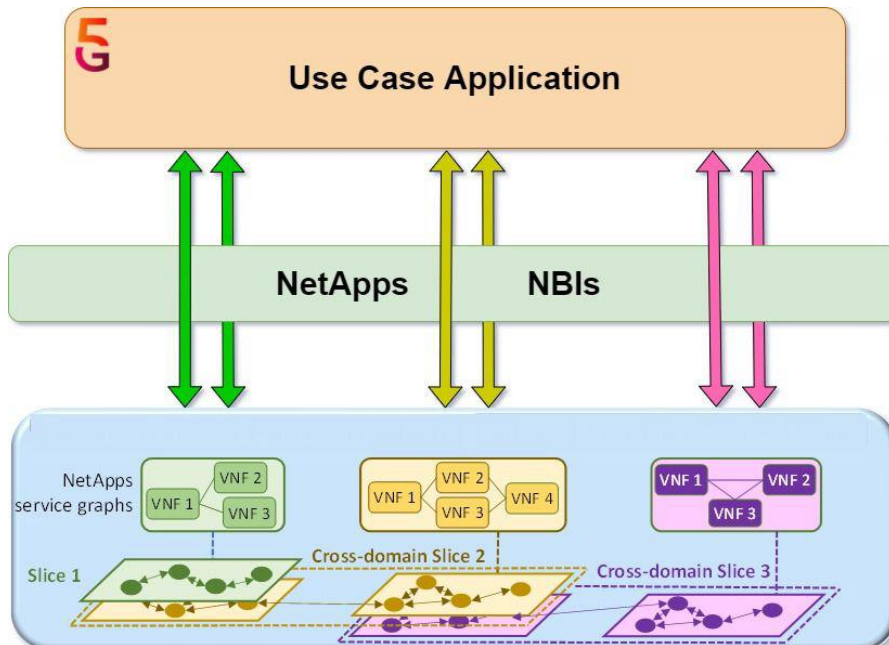 5G
Use Case Application
NetApps NBIs
NetApps
service graphs
VNF 1
VNF 2
VNF 3
VNF 1
VNF 2
VNF 3
VNF 4
VNF 1
VNF 2
VNF 3
Slice 1
Cross-domain Slice 2
Cross-domain Slice 3